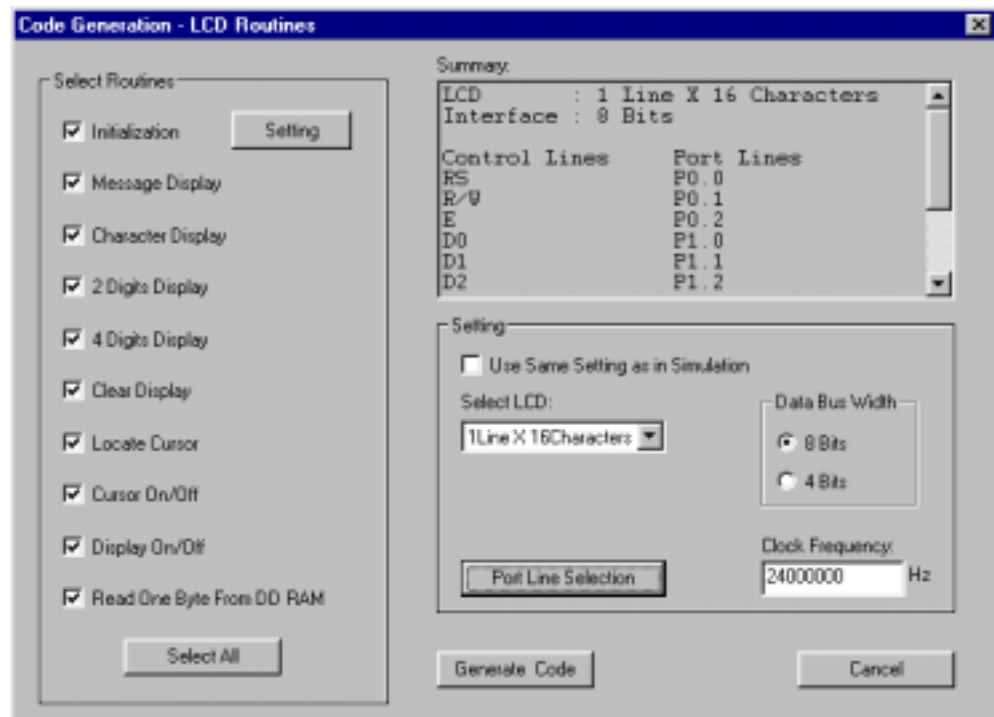 Code Generation - LCD Routines
Select Routines
Initialization
Setting
Message Display
Character Display
2 Digits Display
4 Digits Display
Clear Display
Locate Cursor
Cursor On/Off
Display On/Off
Read One Byte From DD RAM
Select All
Summary:
LCD : 1 Line X 16 Characters
Interface : 8 Bits
Control Lines Port Lines
RS P0.0
R/W P0.1
E P0.2
D0 P1.0
D1 P1.1
D2 P1.2
Setting
Use Same Setting as in Simulation
Select LCD:
1Line X 16Characters
Data Bus Width
8 Bits
4 Bits
Port Line Selection
Clock Frequency:
24000000 Hz
Generate Code
Cancel